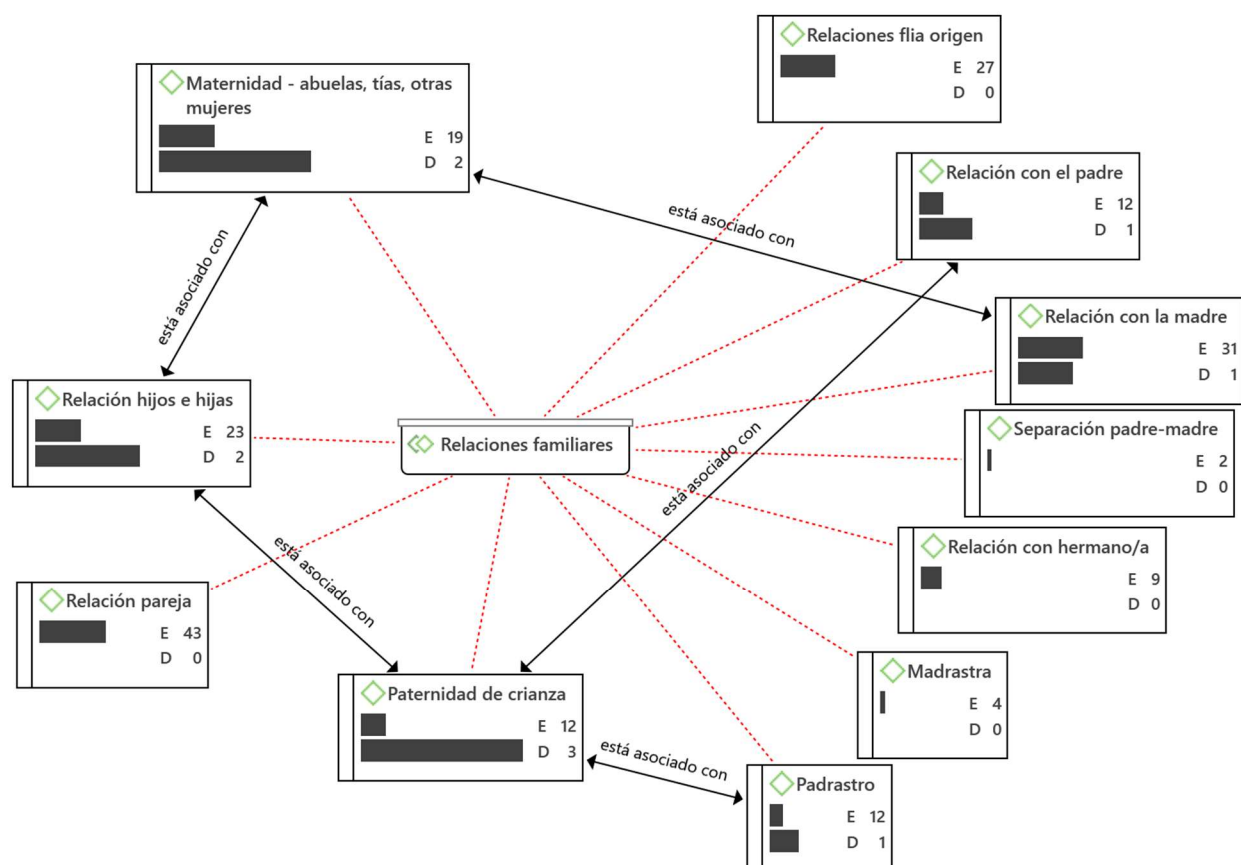 Relaciones flia origen
E 27
D 0
Maternidad - abuelas, tías, otras
mujeres
E 19
D 2
Relación con el padre
E 12
D 1
está asociado con
está asociado con
Relación con la madre
E 31
D 1
Relación hijos e hijas
E 23
D 2
Relaciones familiares
Separación padre-madre
E 2
D 0
está asociado con
Relación con hermano/a
E 9
D 0
está asociado con
Relación pareja
E 43
D 0
Madrastra
E 4
D 0
Paternidad de crianza
E 12
D 3
está asociado con
Padrastro
E 12
D 1